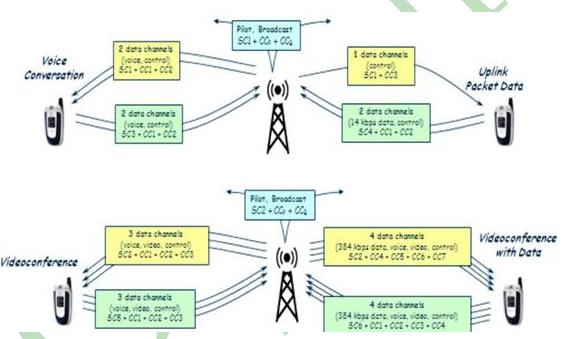 Pilot, Broadcast
SC1 + CC0 + CC1
Voice
Conversation
2 data channels
(voice, control)
SC1 + CC1 + CC2
1 data channels
(control)
SC1 + CC3
Uplink
Packet Data
2 data channels
(voice, control)
SC3 + CC1 + CC2
2 data channels
(14 kbps data, control)
SC4 + CC1 + CC2
Pilot, Broadcast
SC2 + CC0 + CC1
Videoconference
3 data channels
(voice, video, control)
SC2 + CC1 + CC2 + CC3
4 data channels
(384 kbps data, voice, video, control)
SC2 + CC4 + CC5 + CC6 + CC7
Videoconference
with Data
3 data channels
(voice, video, control)
SC5 + CC1 + CC2 + CC3
4 data channels
(384 kbps data, voice, video, control)
SC6 + CC1 + CC2 + CC3 + CC4